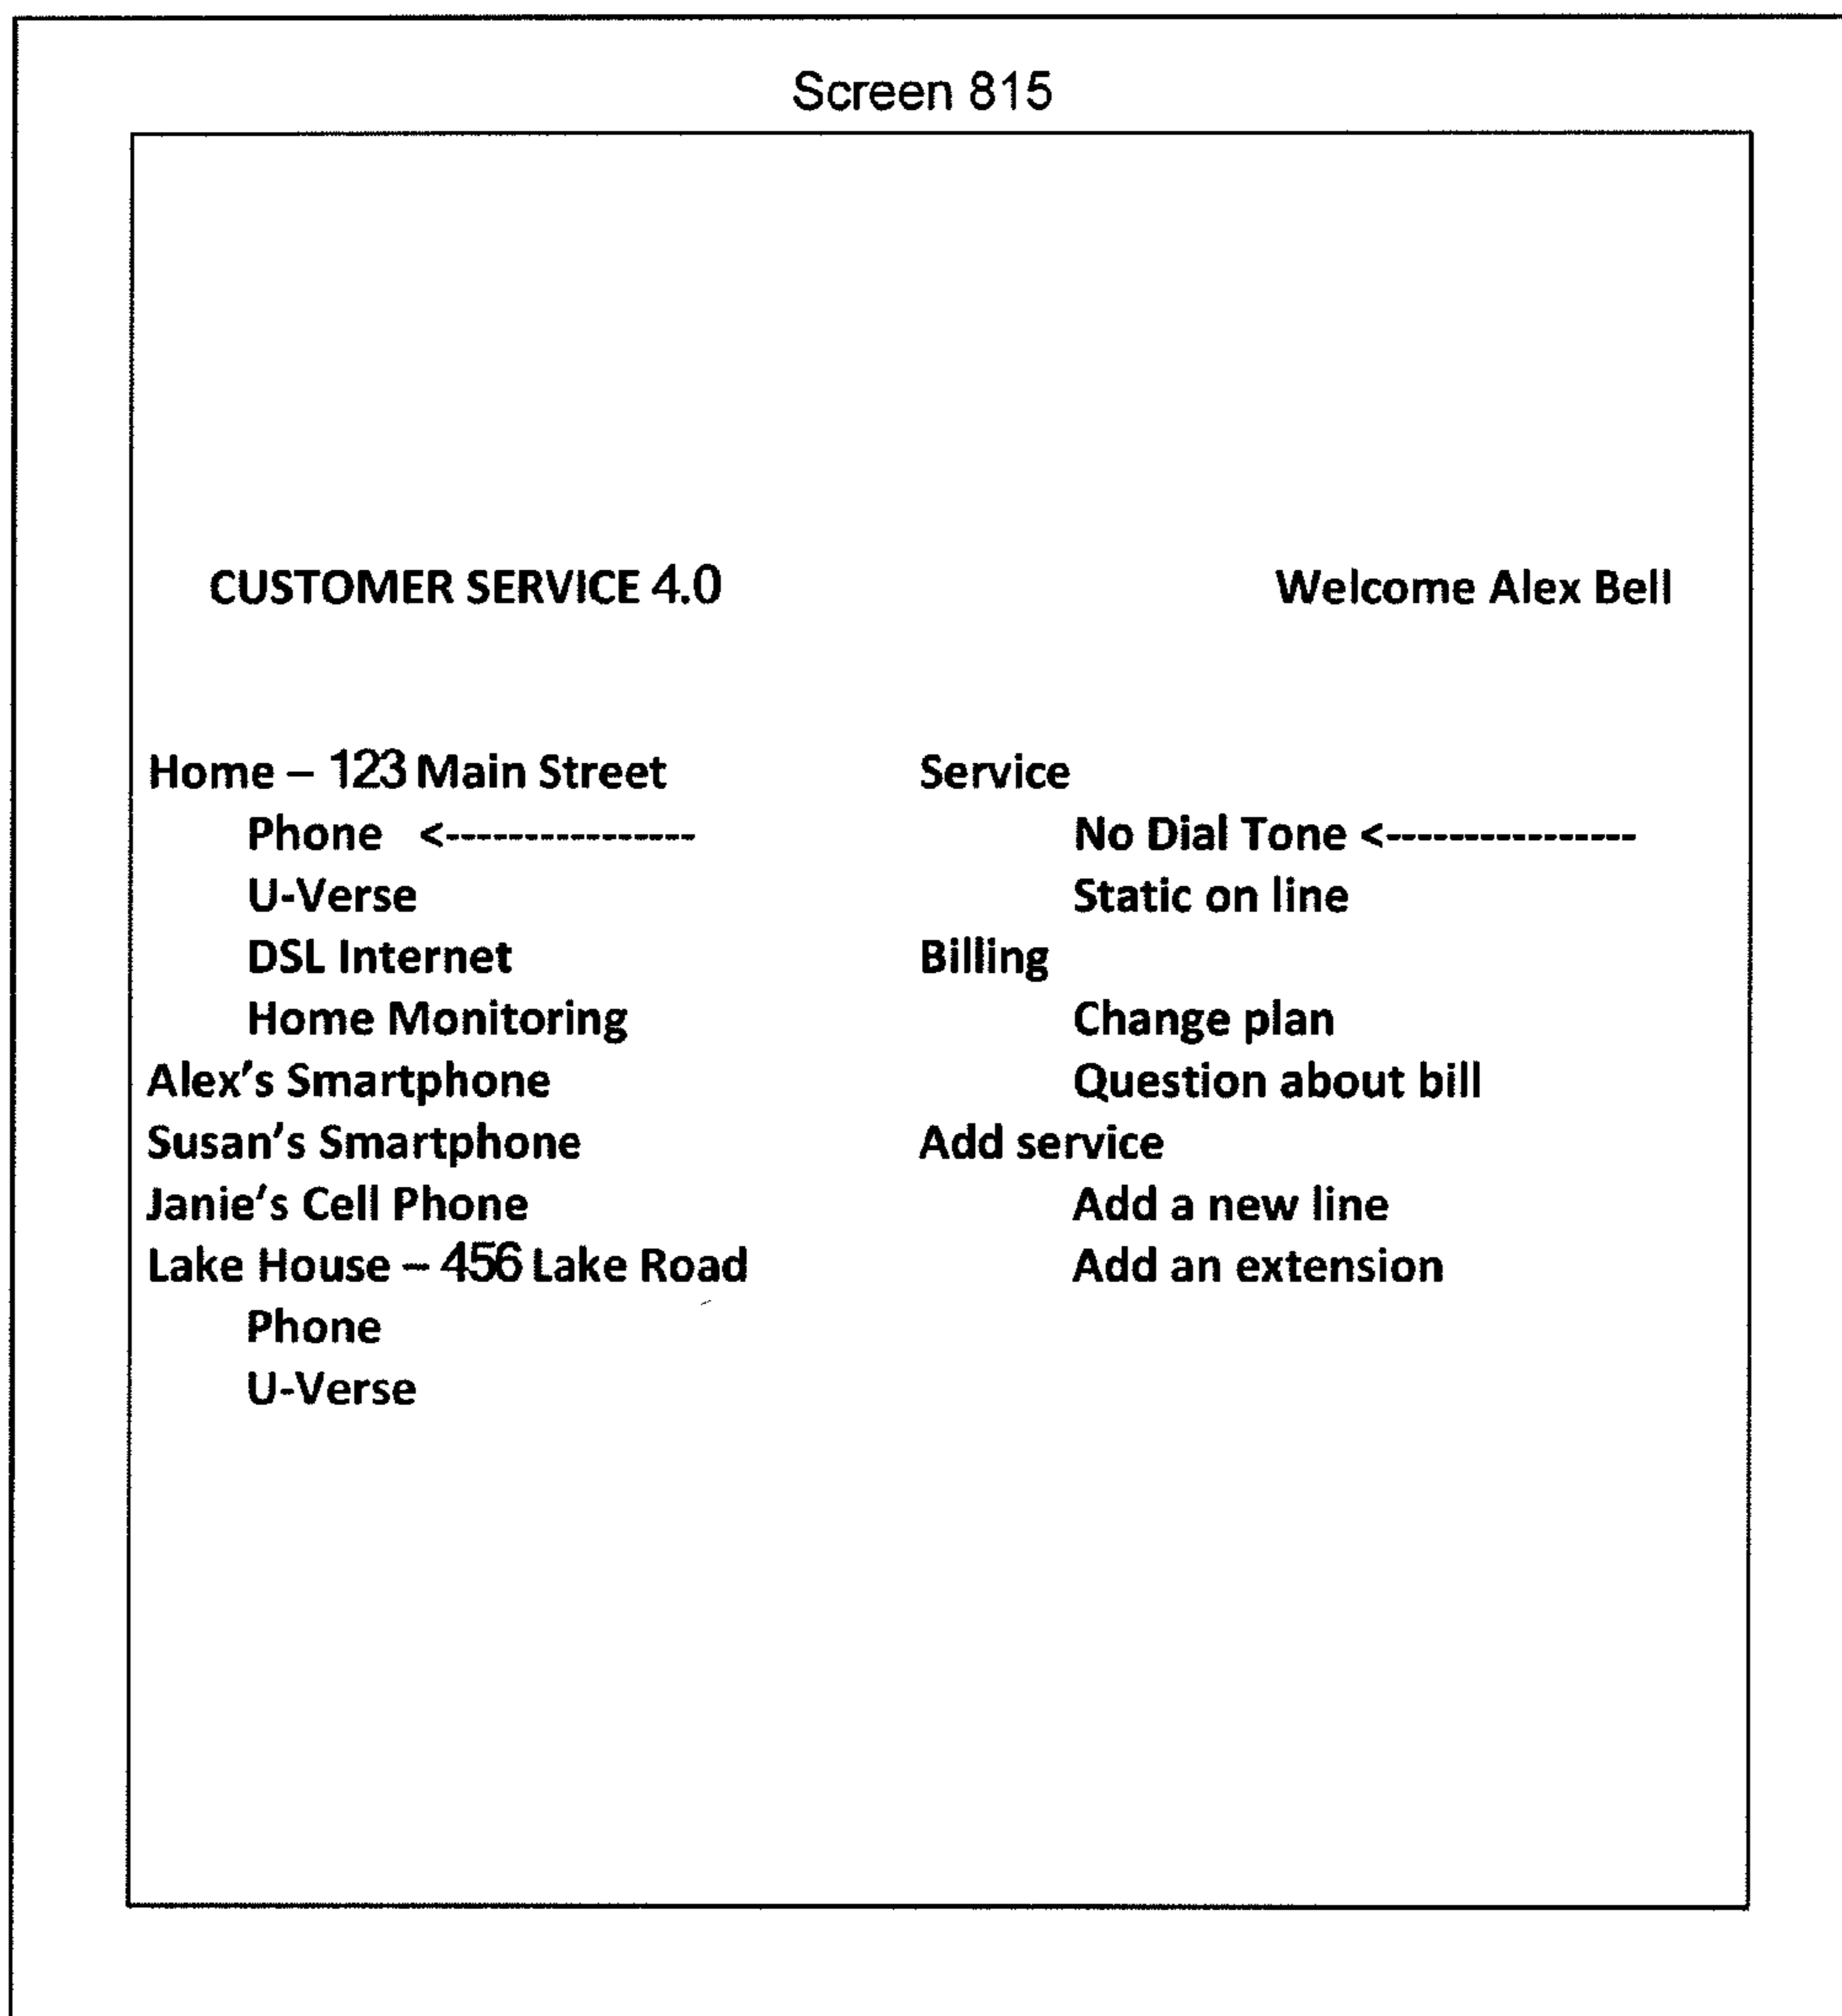 Screen 815
CUSTOMER SERVICE 4.0 Welcome Alex Bell
Home – 123 Main Street Service
Phone <---------------- No Dial Tone <----------------
U-Verse Static on line
DSL Internet Billing
Home Monitoring Change plan
Alex's Smartphone Question about bill
Susan's Smartphone Add service
Janie's Cell Phone Add a new line
Lake House – 456 Lake Road Add an extension
Phone
U-Verse